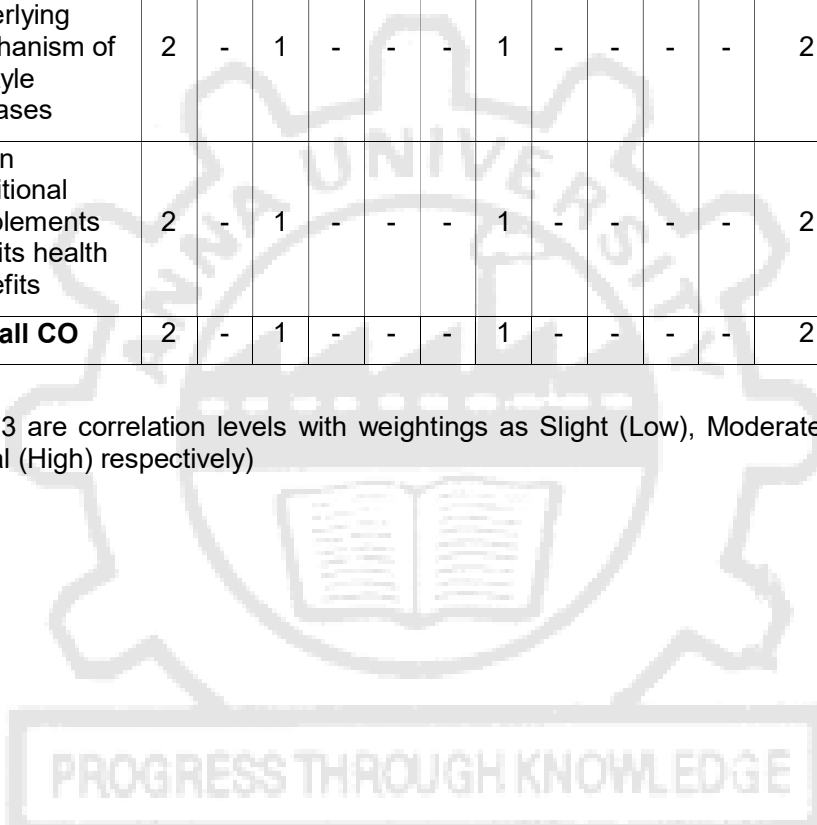 erlying
hanism of 2 - 1 - - - 1 - - - - 2
yle
ases
n
itional
plements 2 - 1 - - - 1 - - - - 2
its health
efits
all CO 2 - 1 - - - 1 - - - - 2
3 are correlation levels with weightings as Slight (Low), Moderate
al (High) respectively)
ANNA UNIVERSITY
PROGRESS THROUGH KNOWLEDGE